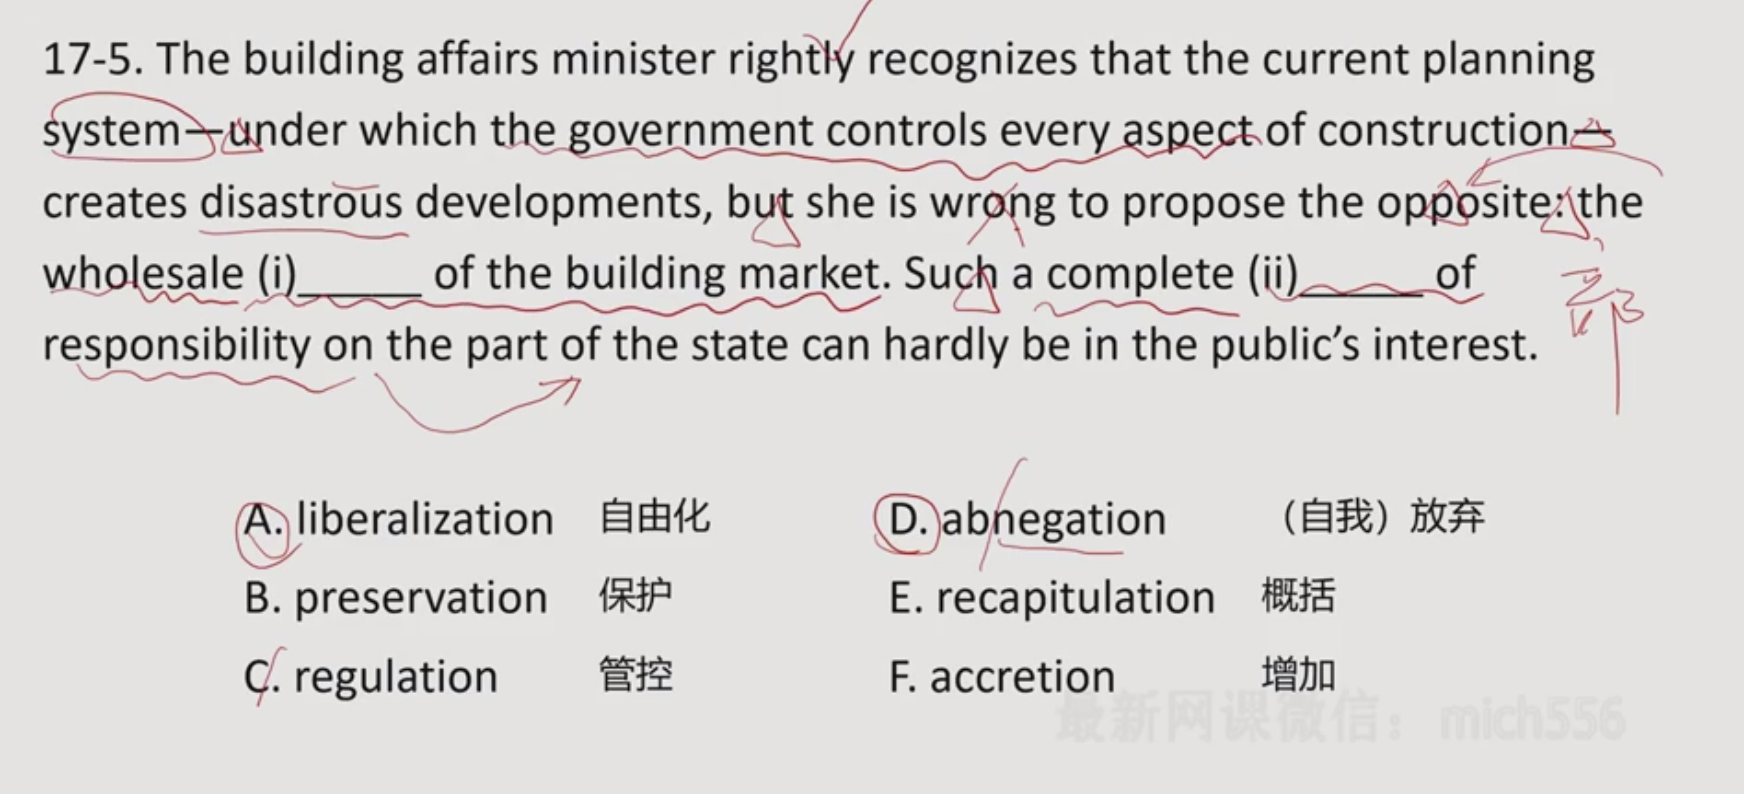 17-5. The building affairs minister rightly recognizes that the current planning
system—under which the government controls every aspect of construction—
creates disastrous developments, but she is wrong to propose the opposite: the
wholesale (i)_____ of the building market. Such a complete (ii)_____ of
responsibility on the part of the state can hardly be in the public's interest.
A. liberalization 自由化 D. abnegation （自我）放弃
B. preservation 保护 E. recapitulation 概括
C. regulation 管控 F. accretion 增加
最新网课微信：mich556